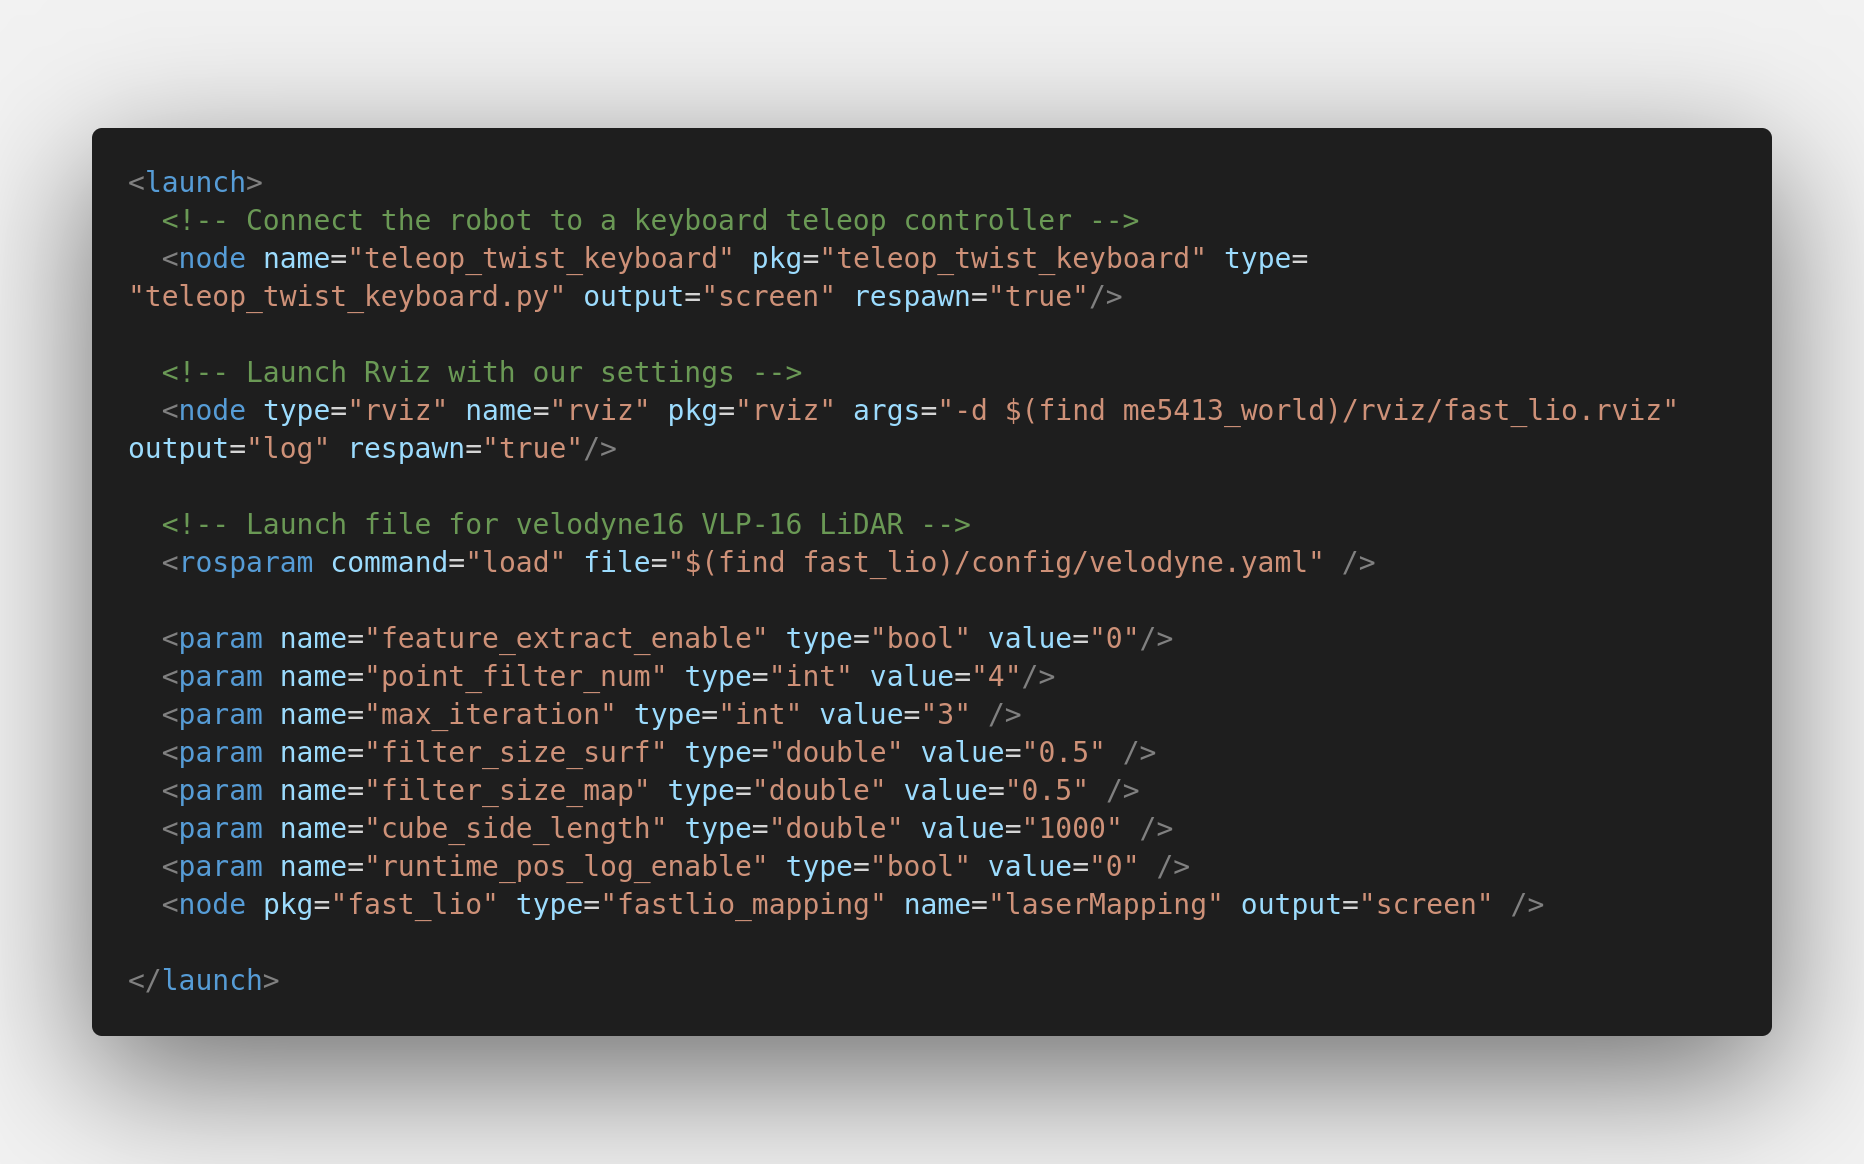 <launch>
  <!-- Connect the robot to a keyboard teleop controller -->
  <node name="teleop_twist_keyboard" pkg="teleop_twist_keyboard" type=
"teleop_twist_keyboard.py" output="screen" respawn="true"/>

  <!-- Launch Rviz with our settings -->
  <node type="rviz" name="rviz" pkg="rviz" args="-d $(find me5413_world)/rviz/fast_lio.rviz"
output="log" respawn="true"/>

  <!-- Launch file for velodyne16 VLP-16 LiDAR -->
  <rosparam command="load" file="$(find fast_lio)/config/velodyne.yaml" />

  <param name="feature_extract_enable" type="bool" value="0"/>
  <param name="point_filter_num" type="int" value="4"/>
  <param name="max_iteration" type="int" value="3" />
  <param name="filter_size_surf" type="double" value="0.5" />
  <param name="filter_size_map" type="double" value="0.5" />
  <param name="cube_side_length" type="double" value="1000" />
  <param name="runtime_pos_log_enable" type="bool" value="0" />
  <node pkg="fast_lio" type="fastlio_mapping" name="laserMapping" output="screen" />

</launch>